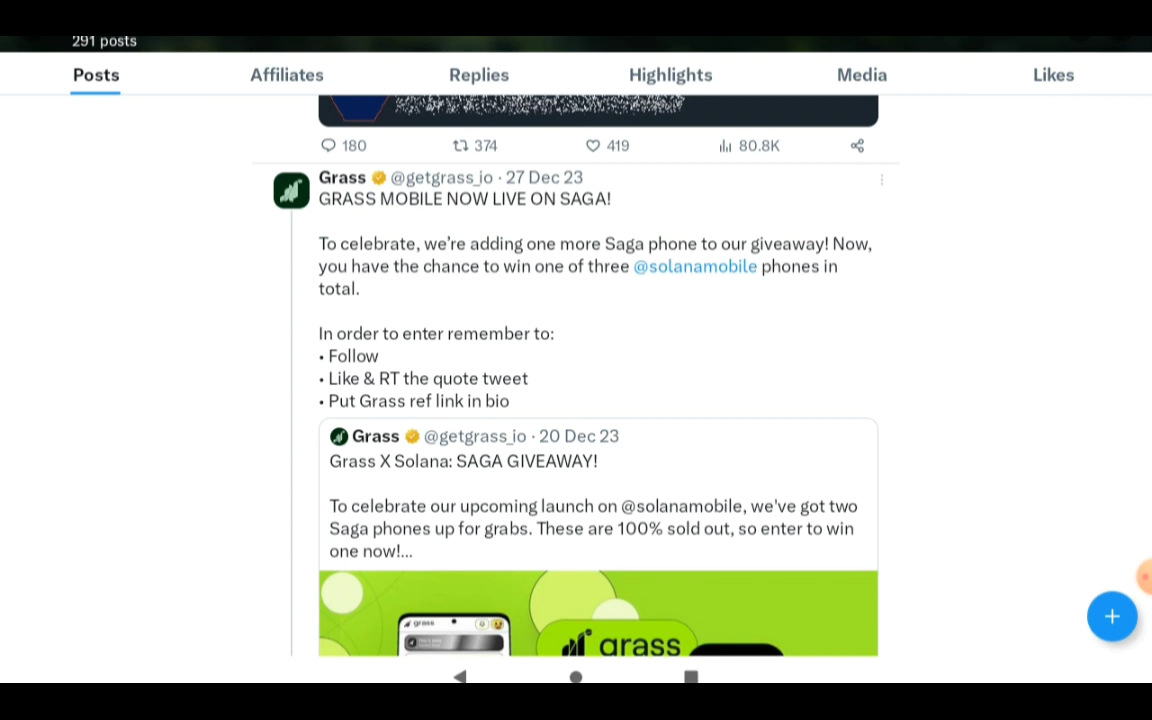 291 posts
Posts Affiliates Replies Highlights Media Likes
180 374 419 80.8K
Grass @getgrass_io · 27 Dec 23
GRASS MOBILE NOW LIVE ON SAGA!
To celebrate, we're adding one more Saga phone to our giveaway! Now,
you have the chance to win one of three @solanamobile phones in
total.
In order to enter remember to:
• Follow
• Like & RT the quote tweet
• Put Grass ref link in bio
Grass @getgrass_io · 20 Dec 23
Grass X Solana: SAGA GIVEAWAY!
To celebrate our upcoming launch on @solanamobile, we've got two
Saga phones up for grabs. These are 100% sold out, so enter to win
one now!...
grass
grass